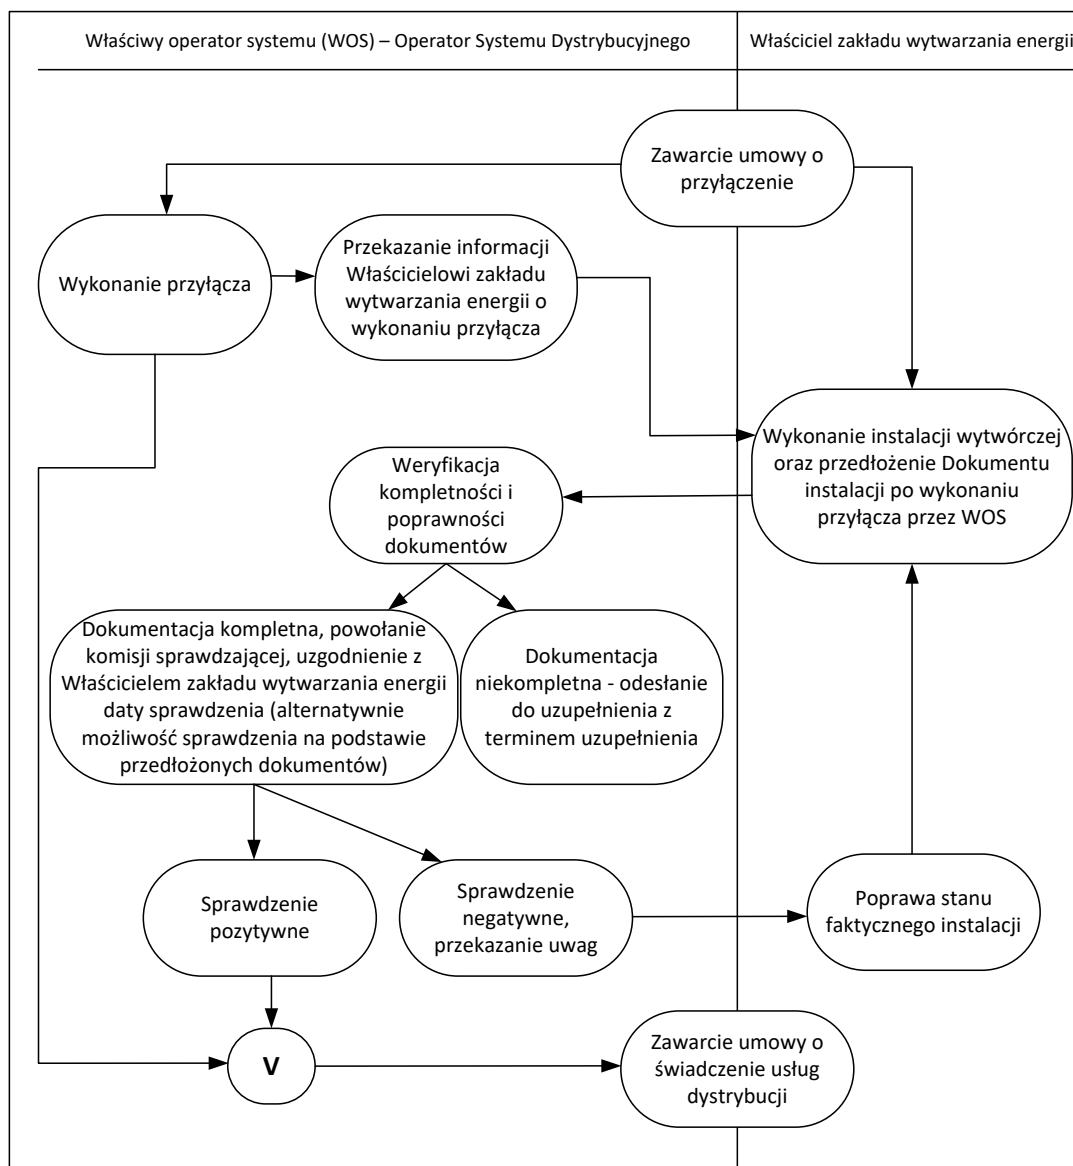 Właściwy operator systemu (WOS) – Operator Systemu Dystrybucyjnego
Właściciel zakładu wytwarzania energii
Zawarcie umowy o
przyłączenie
Wykonanie przyłącza
Przekazanie informacji
Właścicielowi zakładu
wytwarzania energii o
wykonaniu przyłącza
Wykonanie instalacji wytwórczej
oraz przedłożenie Dokumentu
instalacji po wykonaniu
przyłącza przez WOS
Weryfikacja
kompletności i
poprawności
dokumentów
Dokumentacja kompletna, powołanie
komisji sprawdzającej, uzgodnienie z
Właścicielem zakładu wytwarzania energii
daty sprawdzenia (alternatywnie
możliwość sprawdzenia na podstawie
przedłożonych dokumentów)
Dokumentacja
niekompletna - odesłanie
do uzupełnienia z
terminem uzupełnienia
Sprawdzenie
pozytywne
Sprawdzenie
negatywne,
przekazanie uwag
Poprawa stanu
faktycznego instalacji
V
Zawarcie umowy o
świadczenie usług
dystrybucji